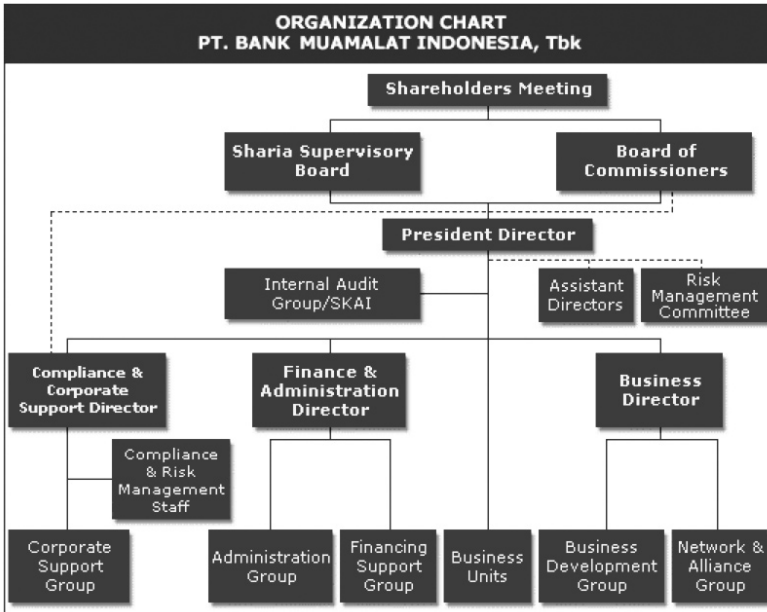 ORGANIZATION CHART
PT. BANK MUAMALAT INDONESIA, Tbk
Shareholders Meeting
Sharia Supervisory
Board
Board of
Commissioners
President Director
Internal Audit
Group/SKAI
Assistant
Directors
Risk
Management
Committee
Compliance &
Corporate
Support Director
Finance &
Administration
Director
Business
Director
Compliance
& Risk
Management
Staff
Corporate
Support
Group
Administration
Group
Financing
Support
Group
Business
Units
Business
Development
Group
Network &
Alliance
Group